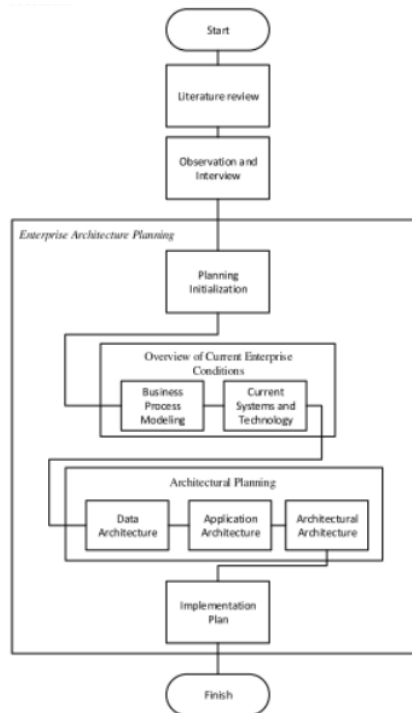 Start
Literature review
Observation and
Interview
Enterprise Architecture Planning
Planning
Initialization
Overview of Current Enterprise
Conditions
Business
Process
Modeling
Current
Systems and
Technology
Architectural Planning
Data
Architecture
Application
Architecture
Architectural
Architecture
Implementation
Plan
Finish